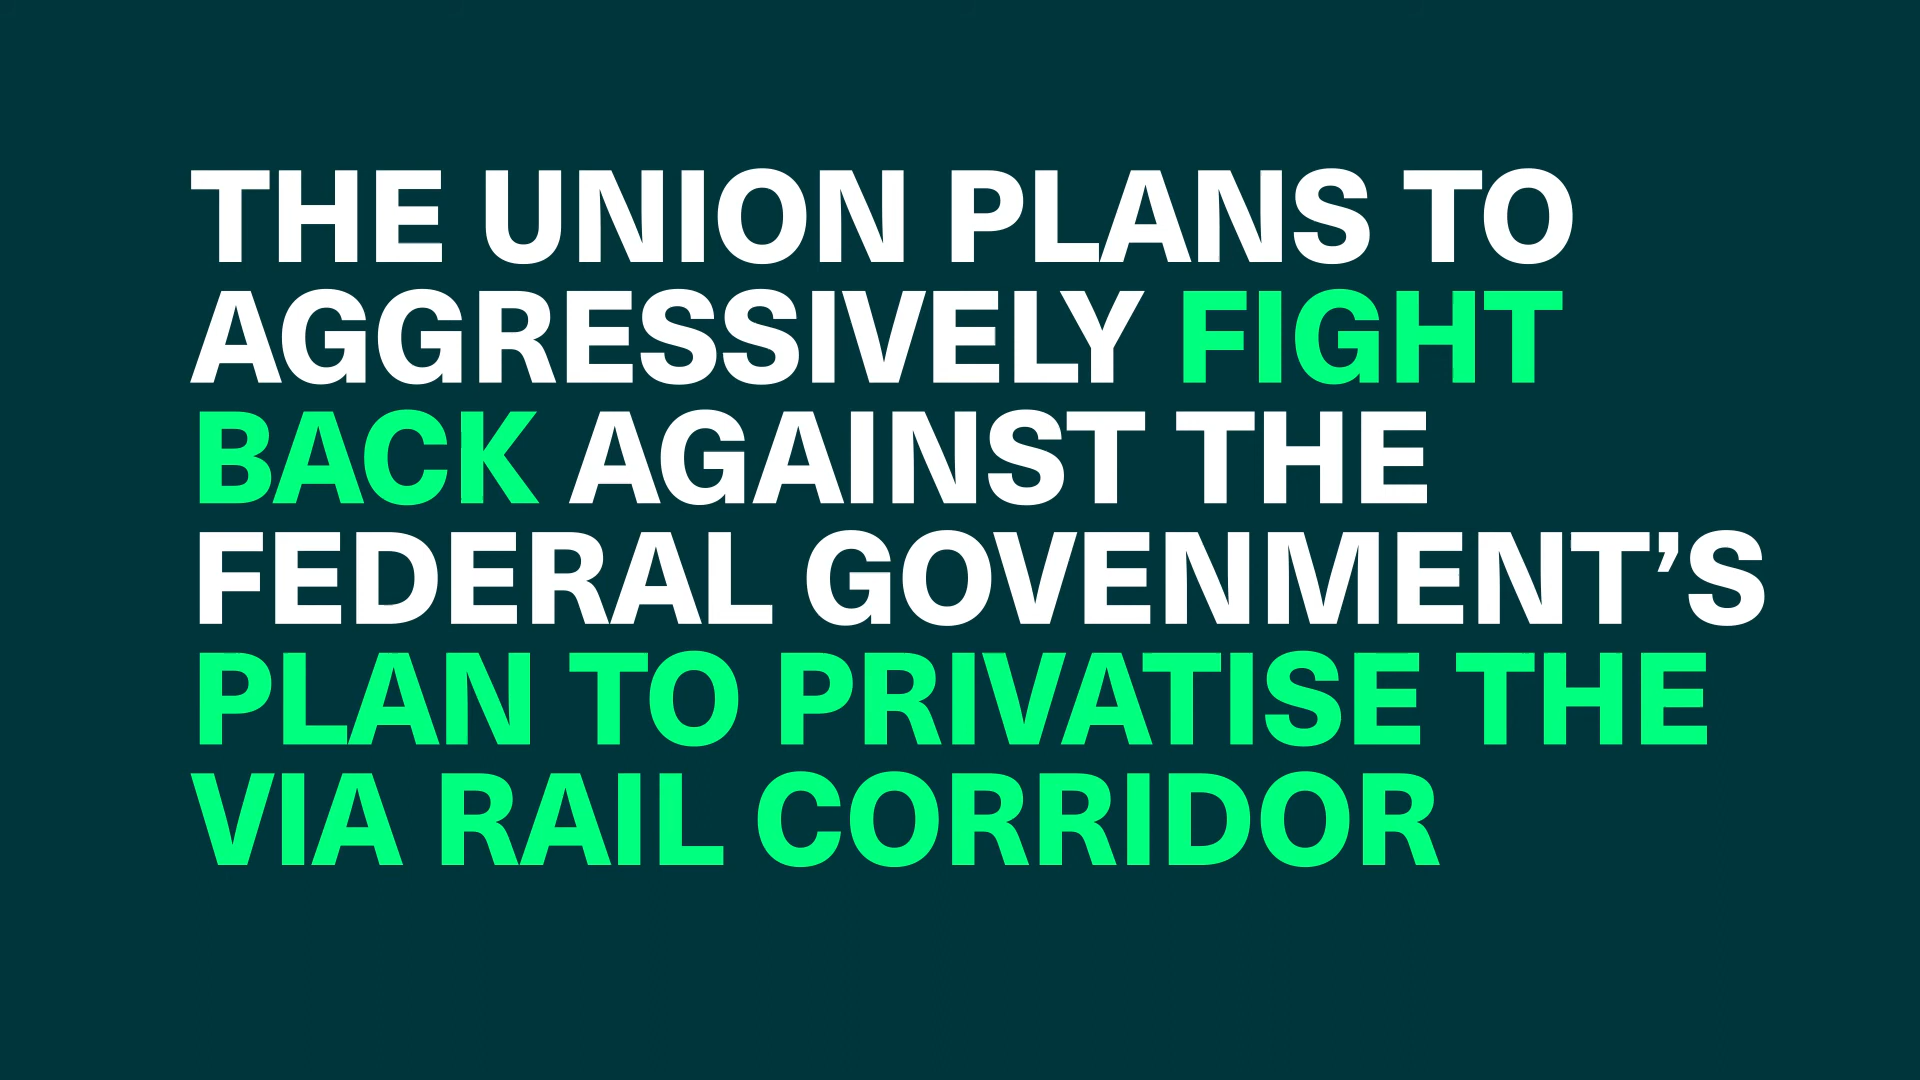 THE UNION PLANS TO
AGGRESSIVELY FIGHT
BACK AGAINST THE
FEDERAL GOVENMENT’S
PLAN TO PRIVATISE THE
VIA RAIL CORRIDOR